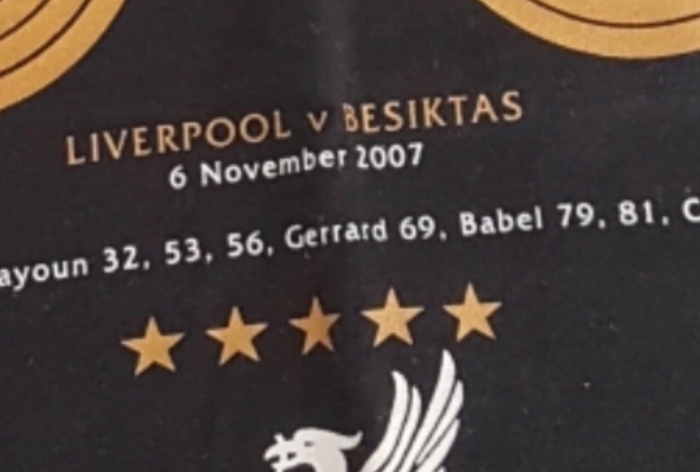 LIVERPOOL v BESIKTAS
6 November 2007
ayoun 32, 53, 56, Gerrard 69, Babel 79, 81, C